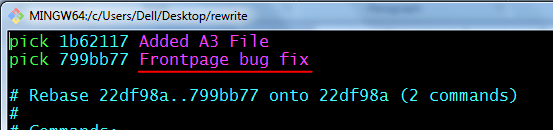 MINGW64:/c/Users/Dell/Desktop/rewrite
pick 1b62117 Added A3 File
pick 799bb77 Frontpage bug fix
# Rebase 22df98a..799bb77 onto 22df98a (2 commands)
#
# Commands: